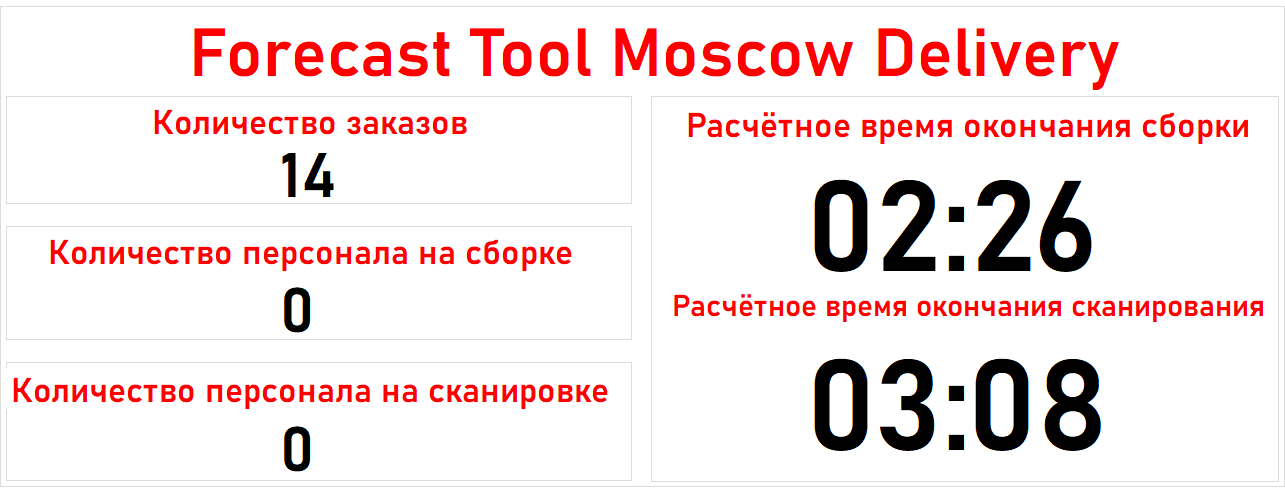 Forecast Tool Moscow Delivery
Количество заказов
14
Количество персонала на сборке
0
Количество персонала на сканировке
0
Расчётное время окончания сборки
02:26
Расчётное время окончания сканирования
03:08